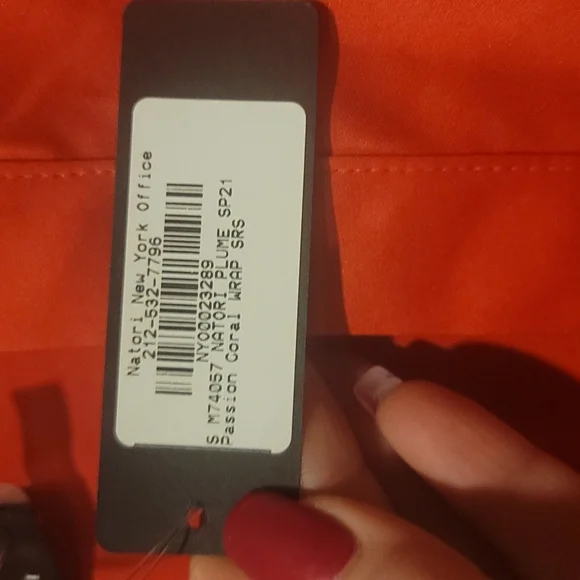 Natori New York Office
212-532-7796
NY00023289
S M74057 NATORI PLUME SP21
Passion Coral WRAP SRS